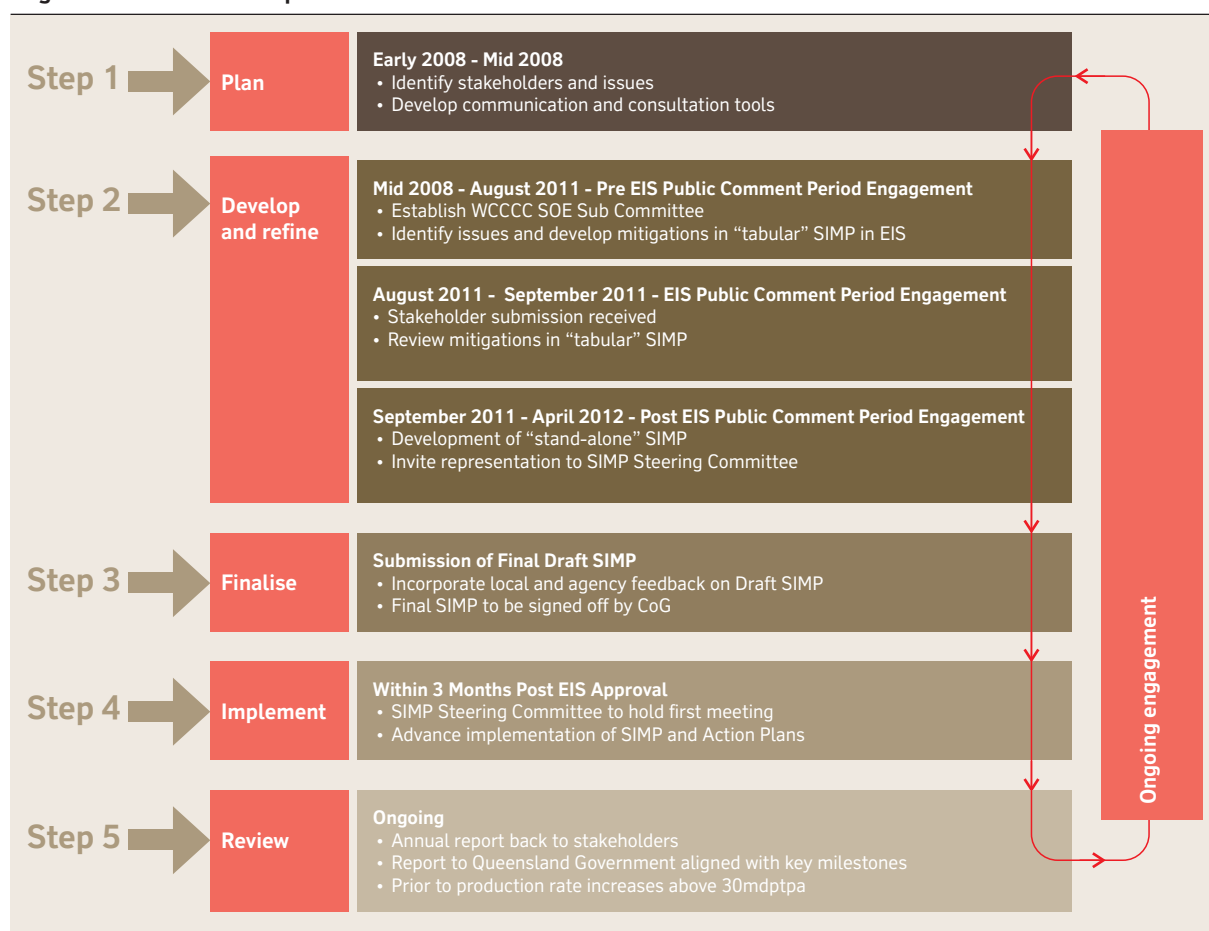 Step 1
Plan
Early 2008 - Mid 2008
• Identify stakeholders and issues
• Develop communication and consultation tools
Step 2
Develop
and refine
Mid 2008 - August 2011 - Pre EIS Public Comment Period Engagement
• Establish WCCCC SOE Sub Committee
• Identify issues and develop mitigations in “tabular” SIMP in EIS
August 2011 - September 2011 - EIS Public Comment Period Engagement
• Stakeholder submission received
• Review mitigations in “tabular” SIMP
September 2011 - April 2012 - Post EIS Public Comment Period Engagement
• Development of “stand-alone” SIMP
• Invite representation to SIMP Steering Committee
Step 3
Finalise
Submission of Final Draft SIMP
• Incorporate local and agency feedback on Draft SIMP
• Final SIMP to be signed off by CoG
Step 4
Implement
Within 3 Months Post EIS Approval
• SIMP Steering Committee to hold first meeting
• Advance implementation of SIMP and Action Plans
Step 5
Review
Ongoing
• Annual report back to stakeholders
• Report to Queensland Government aligned with key milestones
• Prior to production rate increases above 30mdptpa
Ongoing engagement